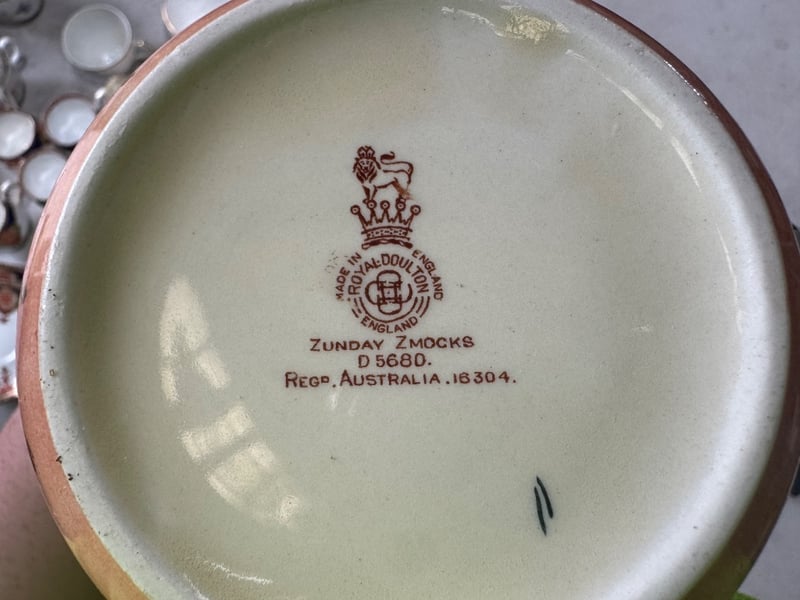 MADE IN ENGLAND
ROYAL·DOULTON
ENGLAND
ZUNDAY ZMOCKS
D 5680.
REGD. AUSTRALIA. 16304.